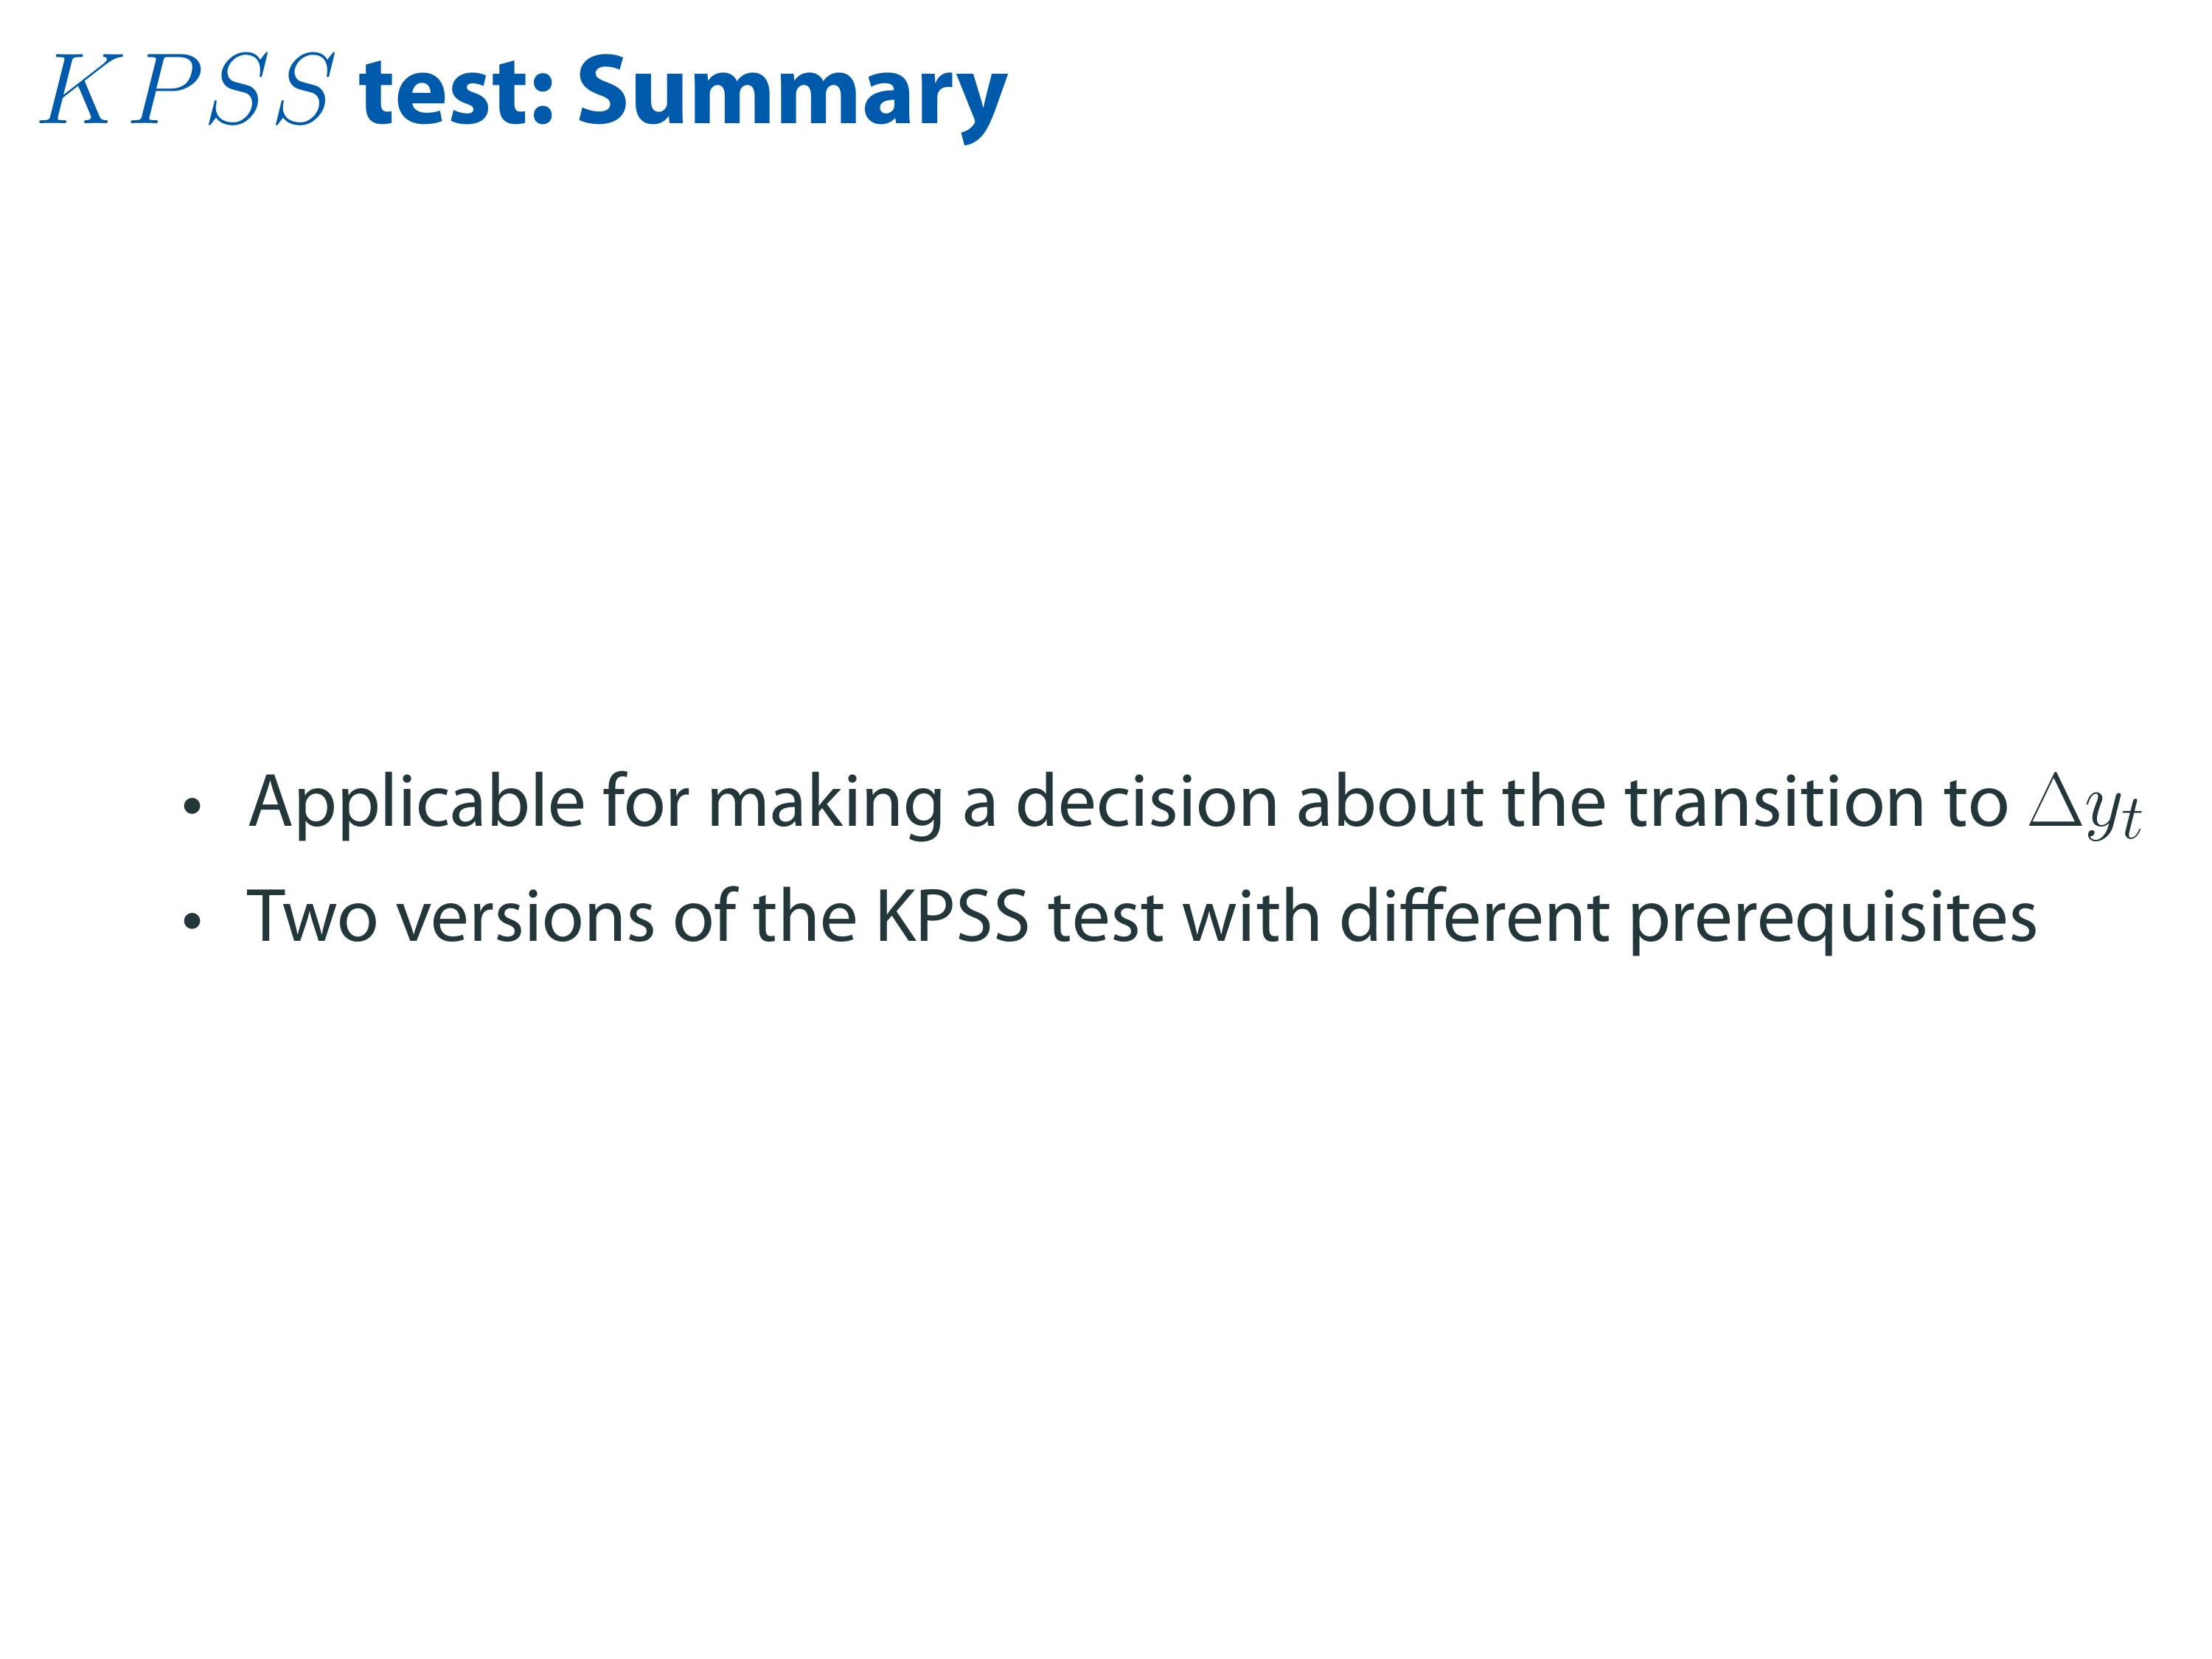 KPSS test: Summary
• Applicable for making a decision about the transition to Δyₜ
• Two versions of the KPSS test with different prerequisites